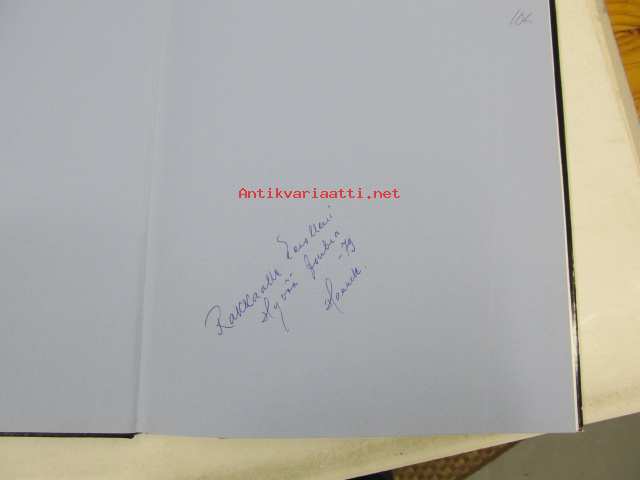 10€
Antikvariaatti.net
Rakkaalle
Hyvää Joulua
-79